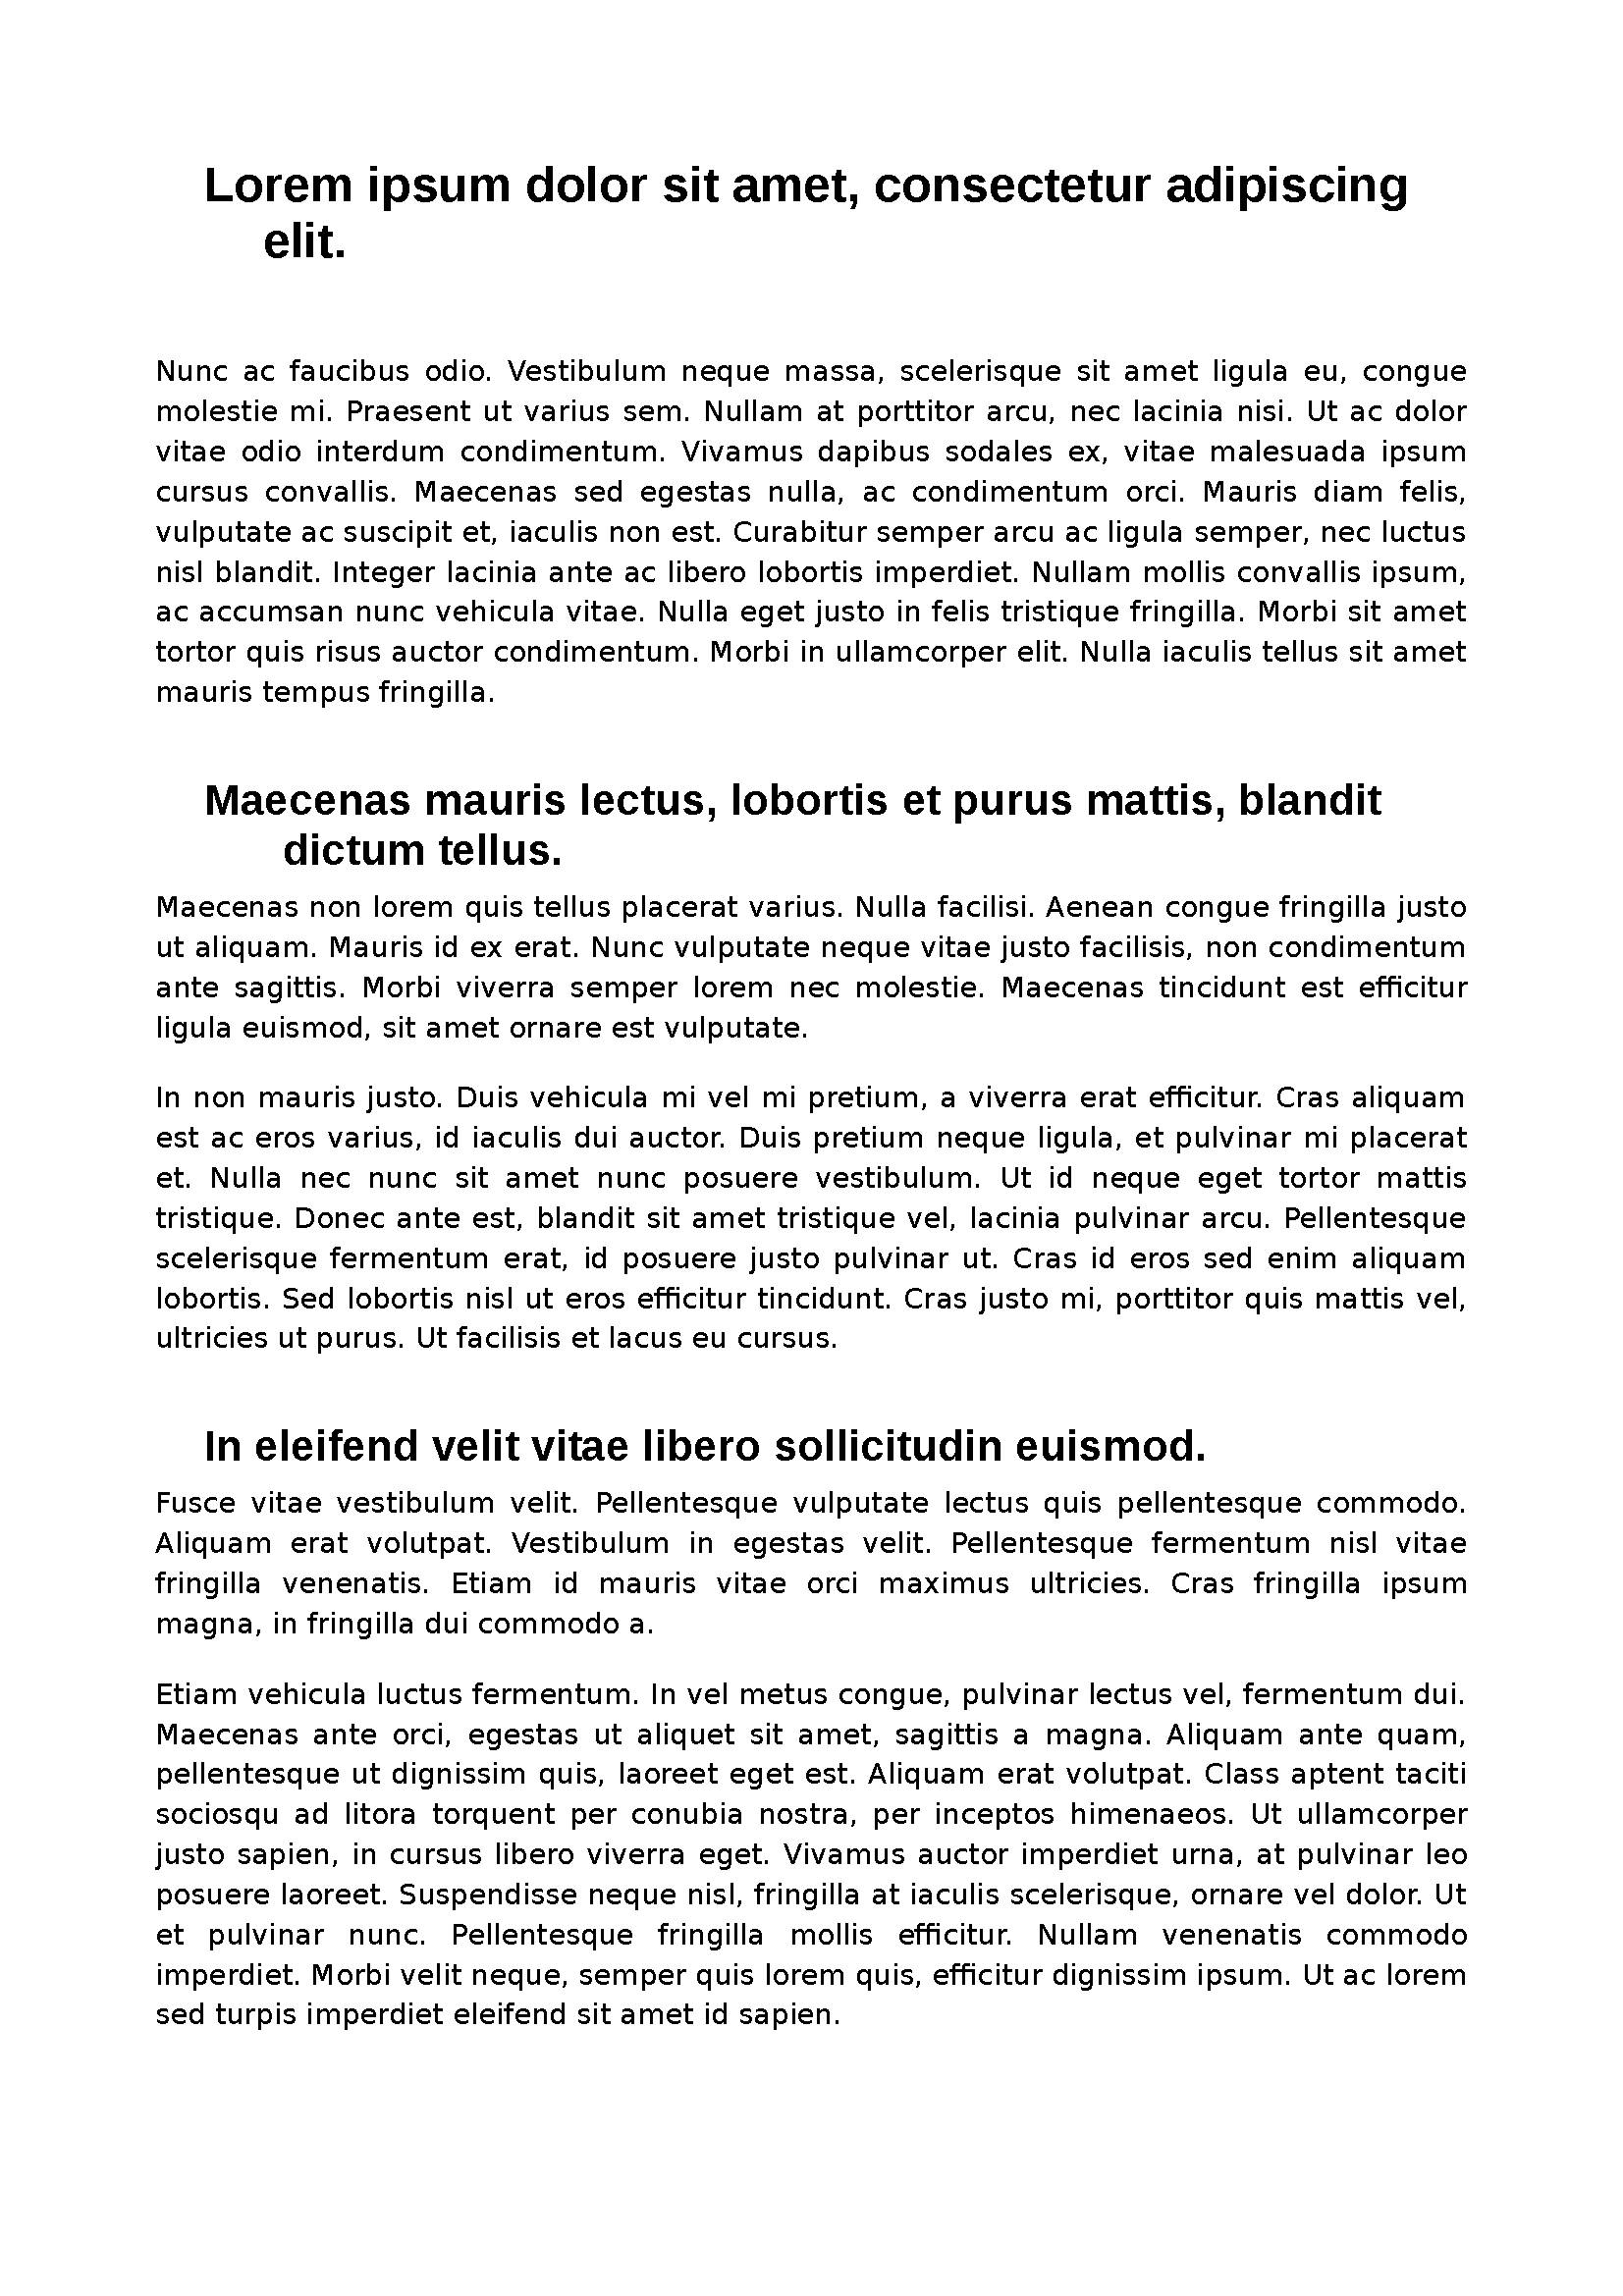 Lorem ipsum dolor sit amet, consectetur adipiscing
elit.
Nunc ac faucibus odio. Vestibulum neque massa, scelerisque sit amet ligula eu, congue
molestie mi. Praesent ut varius sem. Nullam at porttitor arcu, nec lacinia nisi. Ut ac dolor
vitae odio interdum condimentum. Vivamus dapibus sodales ex, vitae malesuada ipsum
cursus convallis. Maecenas sed egestas nulla, ac condimentum orci. Mauris diam felis,
vulputate ac suscipit et, iaculis non est. Curabitur semper arcu ac ligula semper, nec luctus
nisl blandit. Integer lacinia ante ac libero lobortis imperdiet. Nullam mollis convallis ipsum,
ac accumsan nunc vehicula vitae. Nulla eget justo in felis tristique fringilla. Morbi sit amet
tortor quis risus auctor condimentum. Morbi in ullamcorper elit. Nulla iaculis tellus sit amet
mauris tempus fringilla.
Maecenas mauris lectus, lobortis et purus mattis, blandit
dictum tellus.
Maecenas non lorem quis tellus placerat varius. Nulla facilisi. Aenean congue fringilla justo
ut aliquam. Mauris id ex erat. Nunc vulputate neque vitae justo facilisis, non condimentum
ante sagittis. Morbi viverra semper lorem nec molestie. Maecenas tincidunt est efficitur
ligula euismod, sit amet ornare est vulputate.
In non mauris justo. Duis vehicula mi vel mi pretium, a viverra erat efficitur. Cras aliquam
est ac eros varius, id iaculis dui auctor. Duis pretium neque ligula, et pulvinar mi placerat
et. Nulla nec nunc sit amet nunc posuere vestibulum. Ut id neque eget tortor mattis
tristique. Donec ante est, blandit sit amet tristique vel, lacinia pulvinar arcu. Pellentesque
scelerisque fermentum erat, id posuere justo pulvinar ut. Cras id eros sed enim aliquam
lobortis. Sed lobortis nisl ut eros efficitur tincidunt. Cras justo mi, porttitor quis mattis vel,
ultricies ut purus. Ut facilisis et lacus eu cursus.
In eleifend velit vitae libero sollicitudin euismod.
Fusce vitae vestibulum velit. Pellentesque vulputate lectus quis pellentesque commodo.
Aliquam erat volutpat. Vestibulum in egestas velit. Pellentesque fermentum nisl vitae
fringilla venenatis. Etiam id mauris vitae orci maximus ultricies. Cras fringilla ipsum
magna, in fringilla dui commodo a.
Etiam vehicula luctus fermentum. In vel metus congue, pulvinar lectus vel, fermentum dui.
Maecenas ante orci, egestas ut aliquet sit amet, sagittis a magna. Aliquam ante quam,
pellentesque ut dignissim quis, laoreet eget est. Aliquam erat volutpat. Class aptent taciti
sociosqu ad litora torquent per conubia nostra, per inceptos himenaeos. Ut ullamcorper
justo sapien, in cursus libero viverra eget. Vivamus auctor imperdiet urna, at pulvinar leo
posuere laoreet. Suspendisse neque nisl, fringilla at iaculis scelerisque, ornare vel dolor. Ut
et pulvinar nunc. Pellentesque fringilla mollis efficitur. Nullam venenatis commodo
imperdiet. Morbi velit neque, semper quis lorem quis, efficitur dignissim ipsum. Ut ac lorem
sed turpis imperdiet eleifend sit amet id sapien.